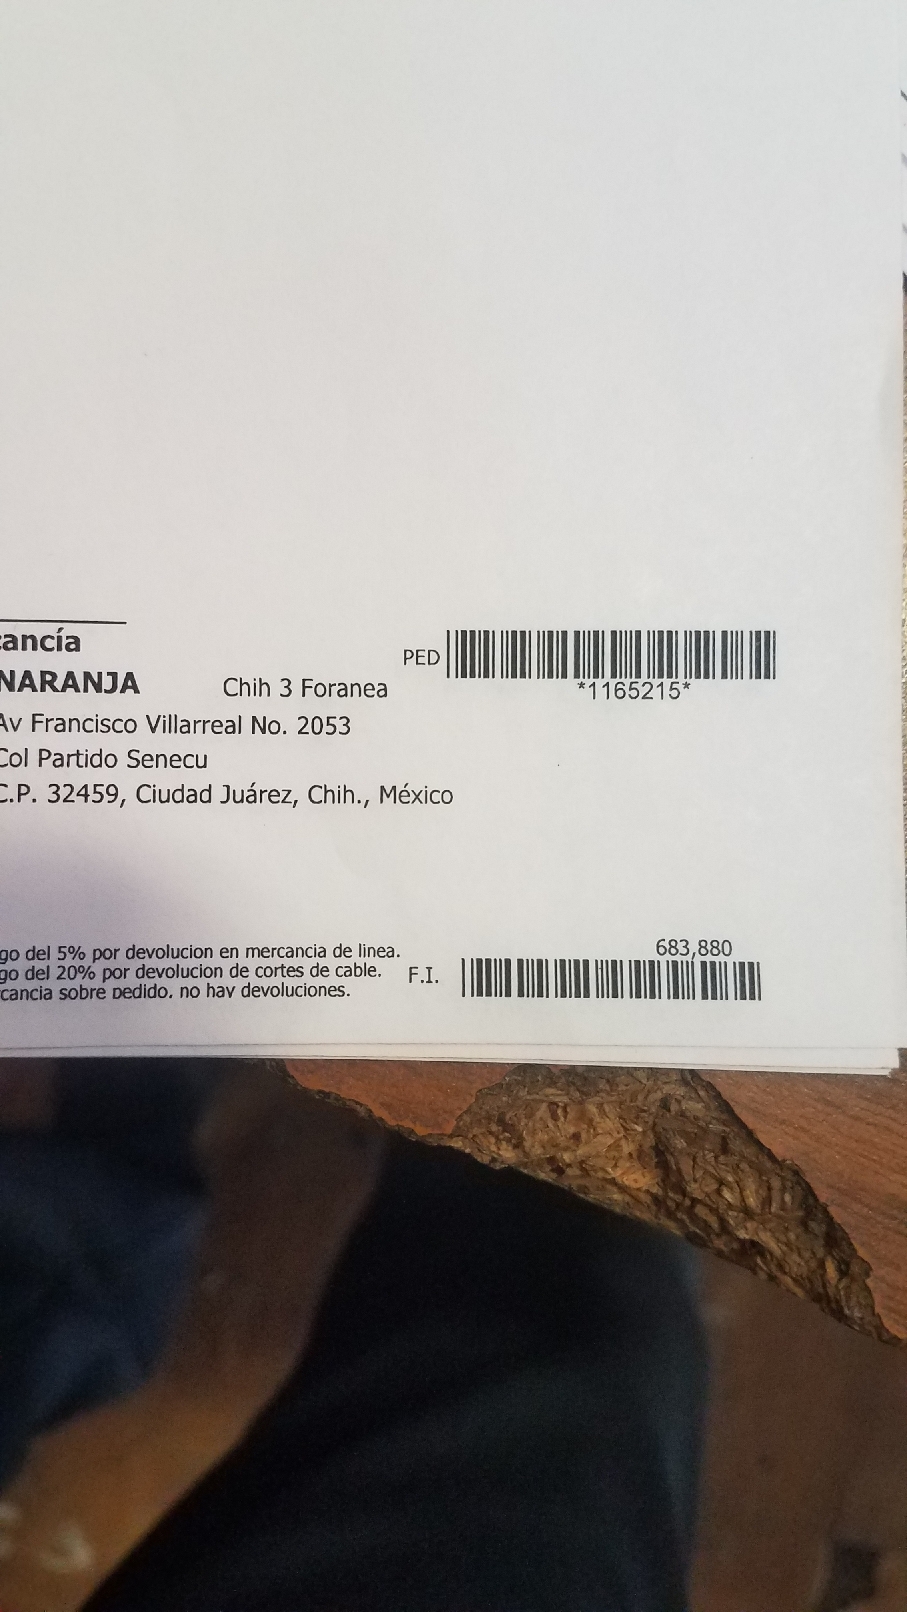 cancía
NARANJA Chih 3 Foranea
PED
*1165215*
Av Francisco Villarreal No. 2053
Col Partido Senecu
C.P. 32459, Ciudad Juárez, Chih., México
go del 5% por devolucion en mercancia de linea.
683,880
go del 20% por devolucion de cortes de cable.
F.I.
cancia sobre pedido. no hay devoluciones.